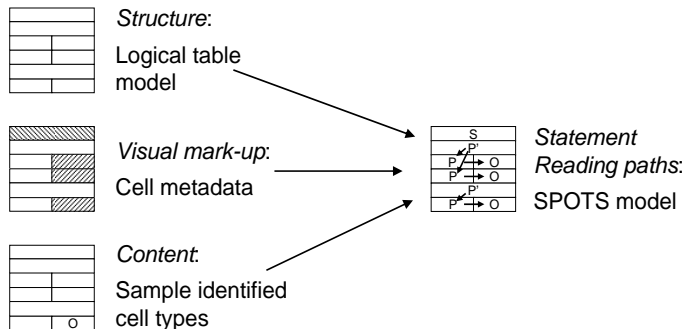 Structure:
Logical table
model
Visual mark-up:
Cell metadata
Content:
Sample identified
cell types
O
S
P'
P O
P O
P'
P O
Statement
Reading paths:
SPOTS model